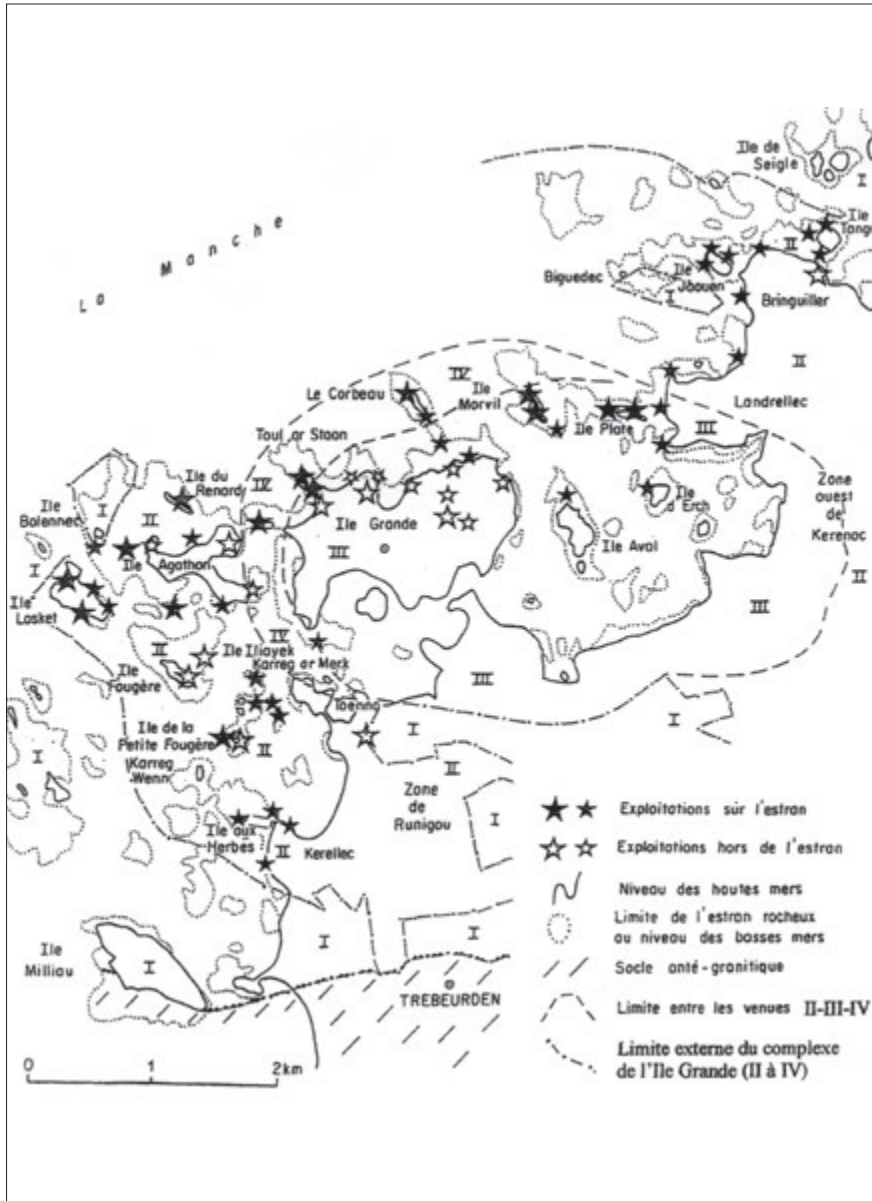 Ile de
Seigle
I
La Manche
Ile
Tangu
II
Biguedec
Ile
Jaouen
I
Bringuiller
II
Le Corbeau
IV
Ile
Morvil
Landrellec
Ile Plate
III
Toul ar Staon
Ile du
Renard
IV
Zone
ouest de
Kerenoc
I
Ile
Bolennec
II
Ile
d'Erch
Ile Grande
II
Ile Agathon
III
Ile Aval
I
III
Ile
Losket
IV
II
Ile Iliayek
Karreg ar Merk
III
Ile
Fougère
Toenno
I
Ile de la
Petite Fougère
II
II
Karreg
Wenn
I
Zone
de
Runigou
I
Exploitations sur l'estran
Ile aux
Herbes
II
Kerellec
Exploitations hors de l'estran
Niveau des hautes mers
Limite de l'estran rocheux
au niveau des basses mers
Ile
Milliau
I
I
I
Socle anté-granitique
TREBEURDEN
Limite entre les venues II-III-IV
Limite externe du complexe
de l'Ile Grande (II à IV)
0 1 2 km